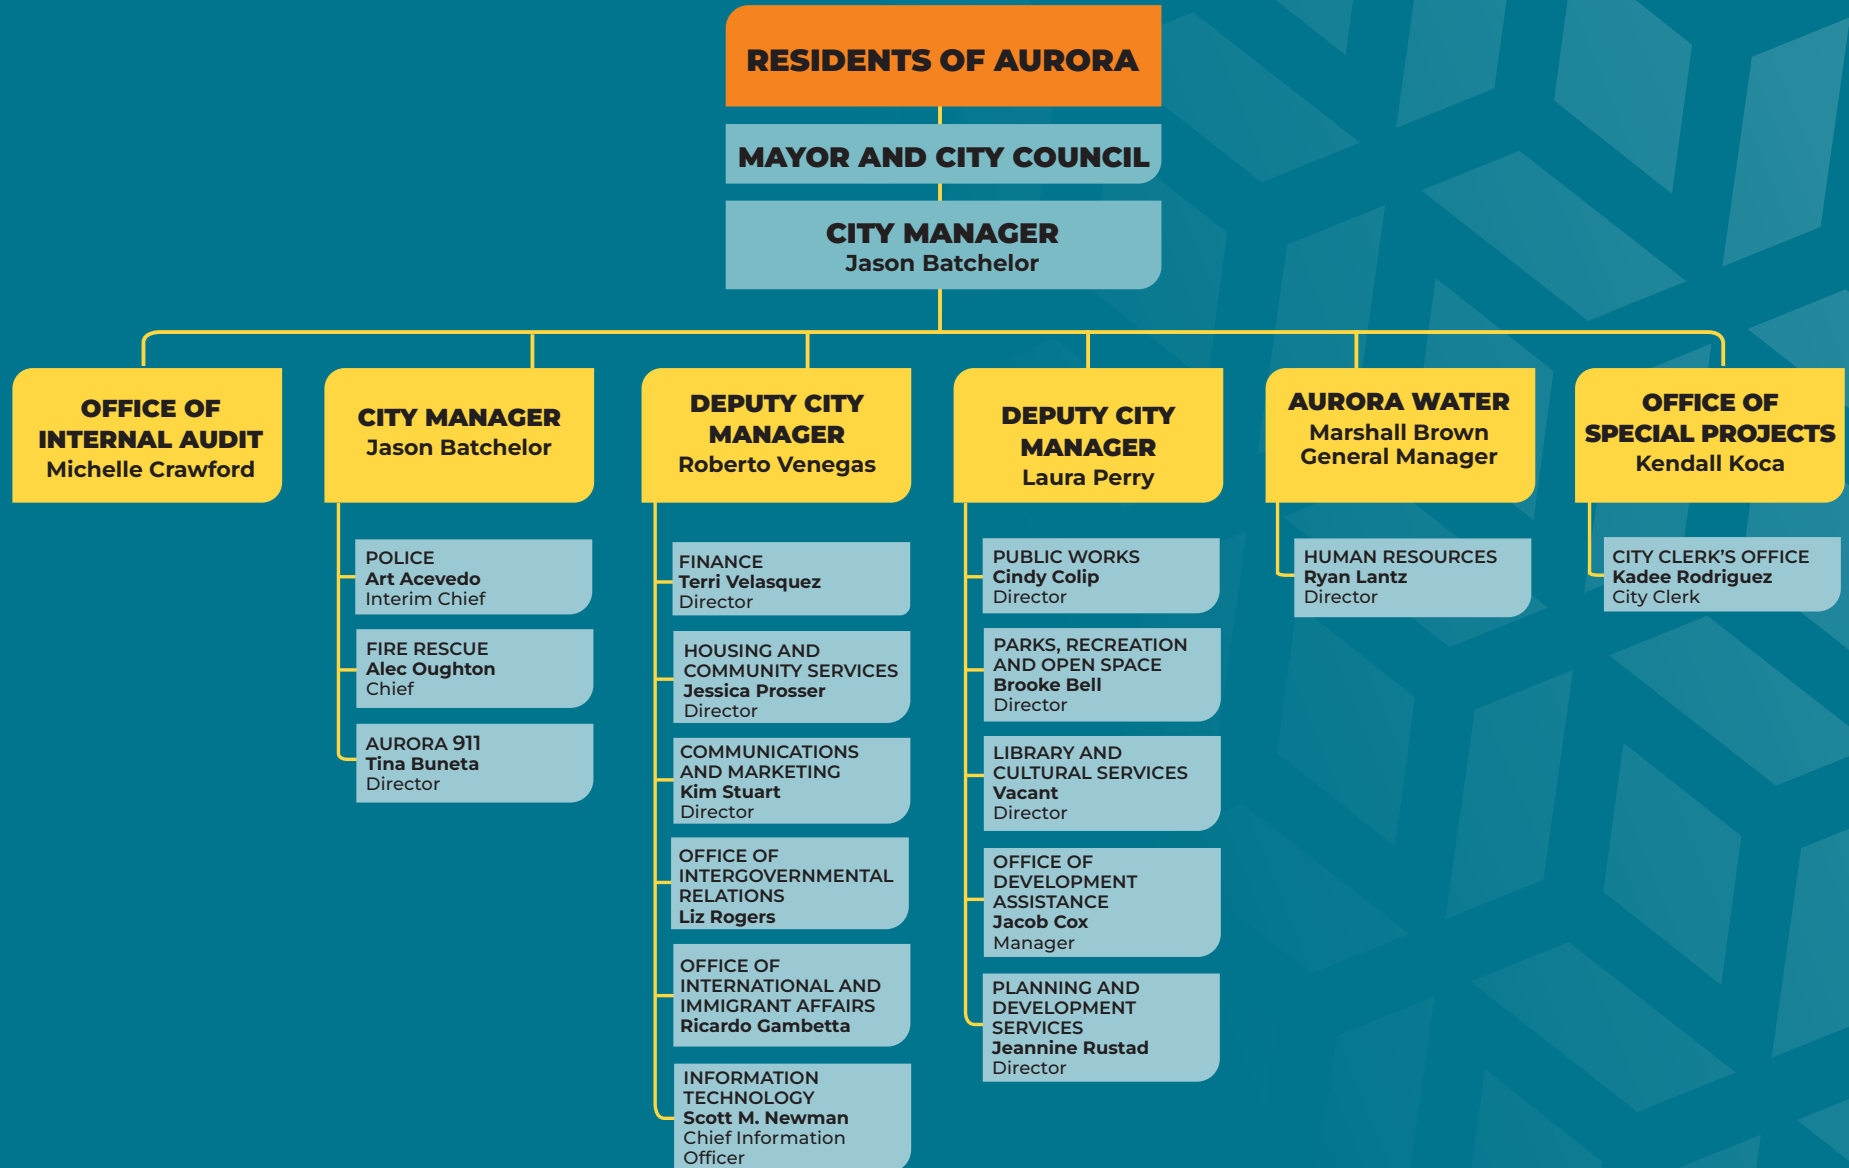 RESIDENTS OF AURORA
MAYOR AND CITY COUNCIL
CITY MANAGER
Jason Batchelor
OFFICE OF
INTERNAL AUDIT
Michelle Crawford
CITY MANAGER
Jason Batchelor
POLICE
Art Acevedo
Interim Chief
FIRE RESCUE
Alec Oughton
Chief
AURORA 911
Tina Buneta
Director
DEPUTY CITY
MANAGER
Roberto Venegas
FINANCE
Terri Velasquez
Director
HOUSING AND
COMMUNITY SERVICES
Jessica Prosser
Director
COMMUNICATIONS
AND MARKETING
Kim Stuart
Director
OFFICE OF
INTERGOVERNMENTAL
RELATIONS
Liz Rogers
OFFICE OF
INTERNATIONAL AND
IMMIGRANT AFFAIRS
Ricardo Gambetta
INFORMATION
TECHNOLOGY
Scott M. Newman
Chief Information
Officer
DEPUTY CITY
MANAGER
Laura Perry
PUBLIC WORKS
Cindy Colip
Director
PARKS, RECREATION
AND OPEN SPACE
Brooke Bell
Director
LIBRARY AND
CULTURAL SERVICES
Vacant
Director
OFFICE OF
DEVELOPMENT
ASSISTANCE
Jacob Cox
Manager
PLANNING AND
DEVELOPMENT
SERVICES
Jeannine Rustad
Director
AURORA WATER
Marshall Brown
General Manager
HUMAN RESOURCES
Ryan Lantz
Director
OFFICE OF
SPECIAL PROJECTS
Kendall Koca
CITY CLERK'S OFFICE
Kadee Rodriguez
City Clerk